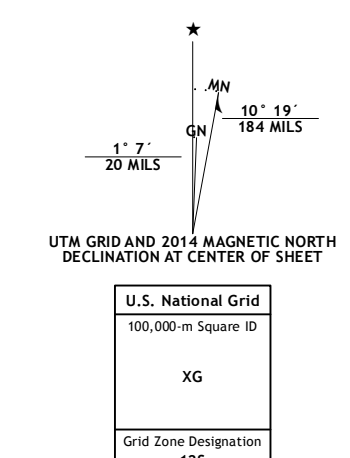 ★
MN
10° 19´
184 MILS
GN
1° 7´
20 MILS
UTM GRID AND 2014 MAGNETIC NORTH
DECLINATION AT CENTER OF SHEET
U.S. National Grid
100,000-m Square ID
XG
Grid Zone Designation